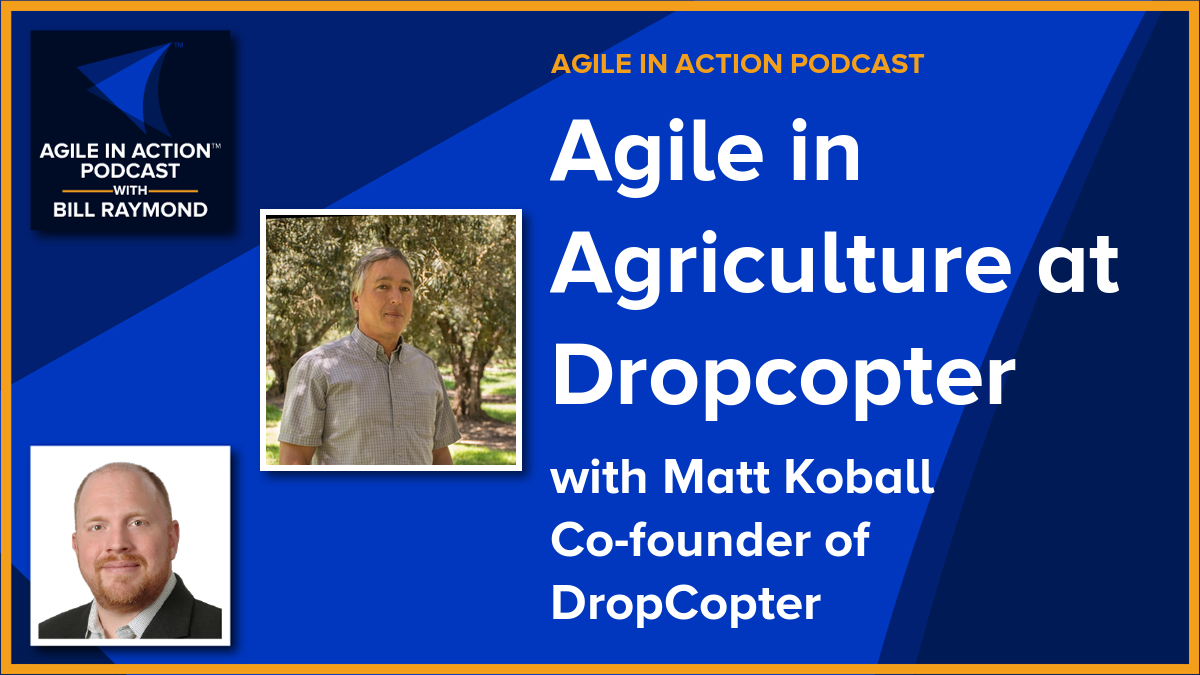 AGILE IN ACTION™
PODCAST
WITH
BILL RAYMOND
AGILE IN ACTION PODCAST
Agile in
Agriculture at
Dropcopter
with Matt Koball
Co-founder of
DropCopter
TM